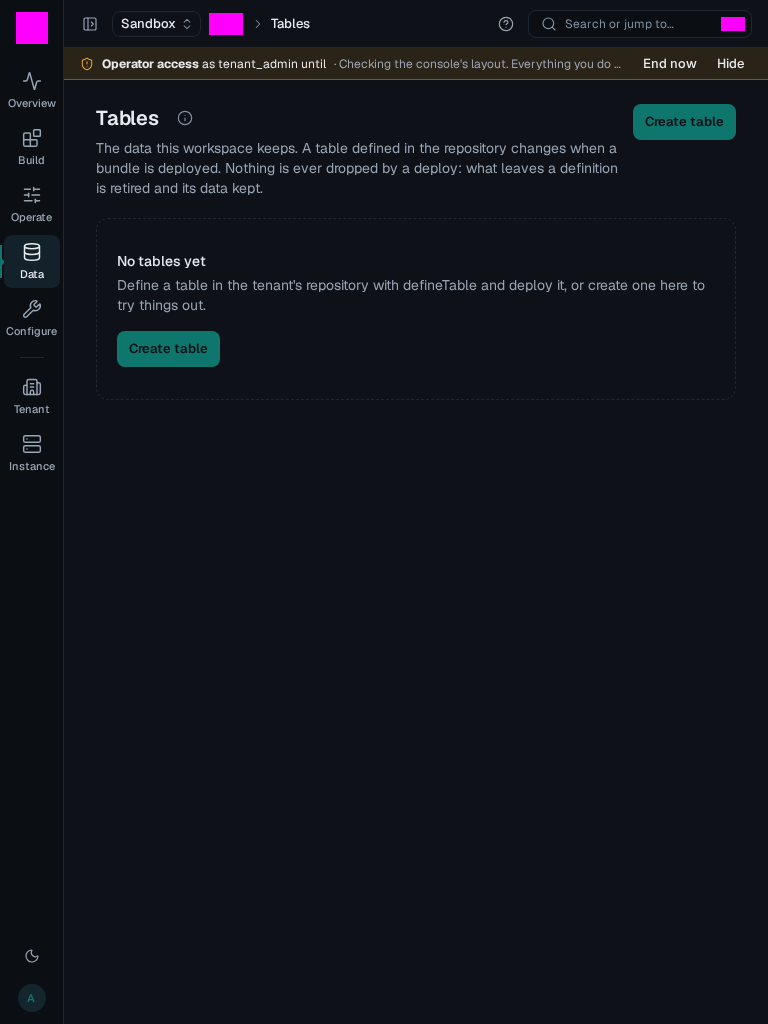 Sandbox
Tables
Search or jump to…
Operator access as tenant_admin until · Checking the console's layout. Everything you do …
End now
Hide
Overview
Build
Operate
Data
Configure
Tenant
Instance
A
Tables
Create table
The data this workspace keeps. A table defined in the repository changes when a
bundle is deployed. Nothing is ever dropped by a deploy: what leaves a definition
is retired and its data kept.
No tables yet
Define a table in the tenant's repository with defineTable and deploy it, or create one here to
try things out.
Create table